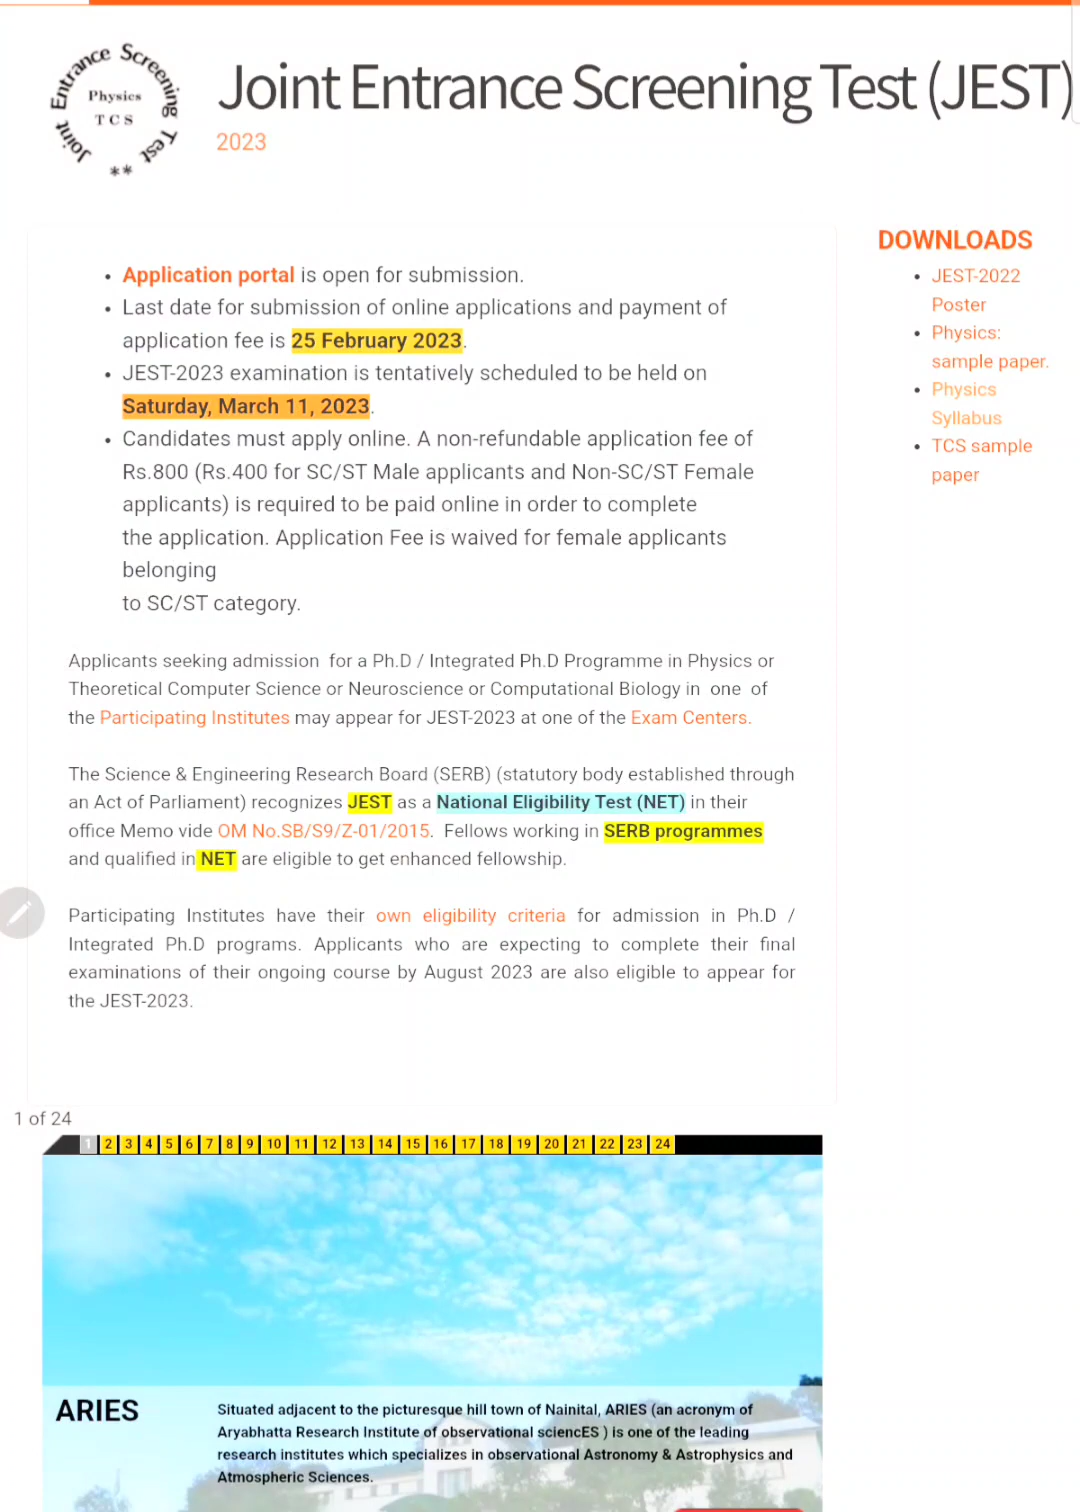 Joint Entrance Screening Test
Physics
TCS
**
Joint Entrance Screening Test (JEST)
2023
• Application portal is open for submission.
• Last date for submission of online applications and payment of
application fee is 25 February 2023.
• JEST-2023 examination is tentatively scheduled to be held on
Saturday, March 11, 2023.
• Candidates must apply online. A non-refundable application fee of
Rs.800 (Rs.400 for SC/ST Male applicants and Non-SC/ST Female
applicants) is required to be paid online in order to complete
the application. Application Fee is waived for female applicants
belonging
to SC/ST category.
DOWNLOADS
• JEST-2022
Poster
• Physics:
sample paper.
• Physics
Syllabus
• TCS sample
paper
Applicants seeking admission for a Ph.D / Integrated Ph.D Programme in Physics or
Theoretical Computer Science or Neuroscience or Computational Biology in one of
the Participating Institutes may appear for JEST-2023 at one of the Exam Centers.
The Science & Engineering Research Board (SERB) (statutory body established through
an Act of Parliament) recognizes JEST as a National Eligibility Test (NET) in their
office Memo vide OM No.SB/S9/Z-01/2015. Fellows working in SERB programmes
and qualified in NET are eligible to get enhanced fellowship.
Participating Institutes have their own eligibility criteria for admission in Ph.D /
Integrated Ph.D programs. Applicants who are expecting to complete their final
examinations of their ongoing course by August 2023 are also eligible to appear for
the JEST-2023.
1 of 24
1 2 3 4 5 6 7 8 9 10 11 12 13 14 15 16 17 18 19 20 21 22 23 24
ARIES
Situated adjacent to the picturesque hill town of Nainital, ARIES (an acronym of
Aryabhatta Research Institute of observational sciencES ) is one of the leading
research institutes which specializes in observational Astronomy & Astrophysics and
Atmospheric Sciences.